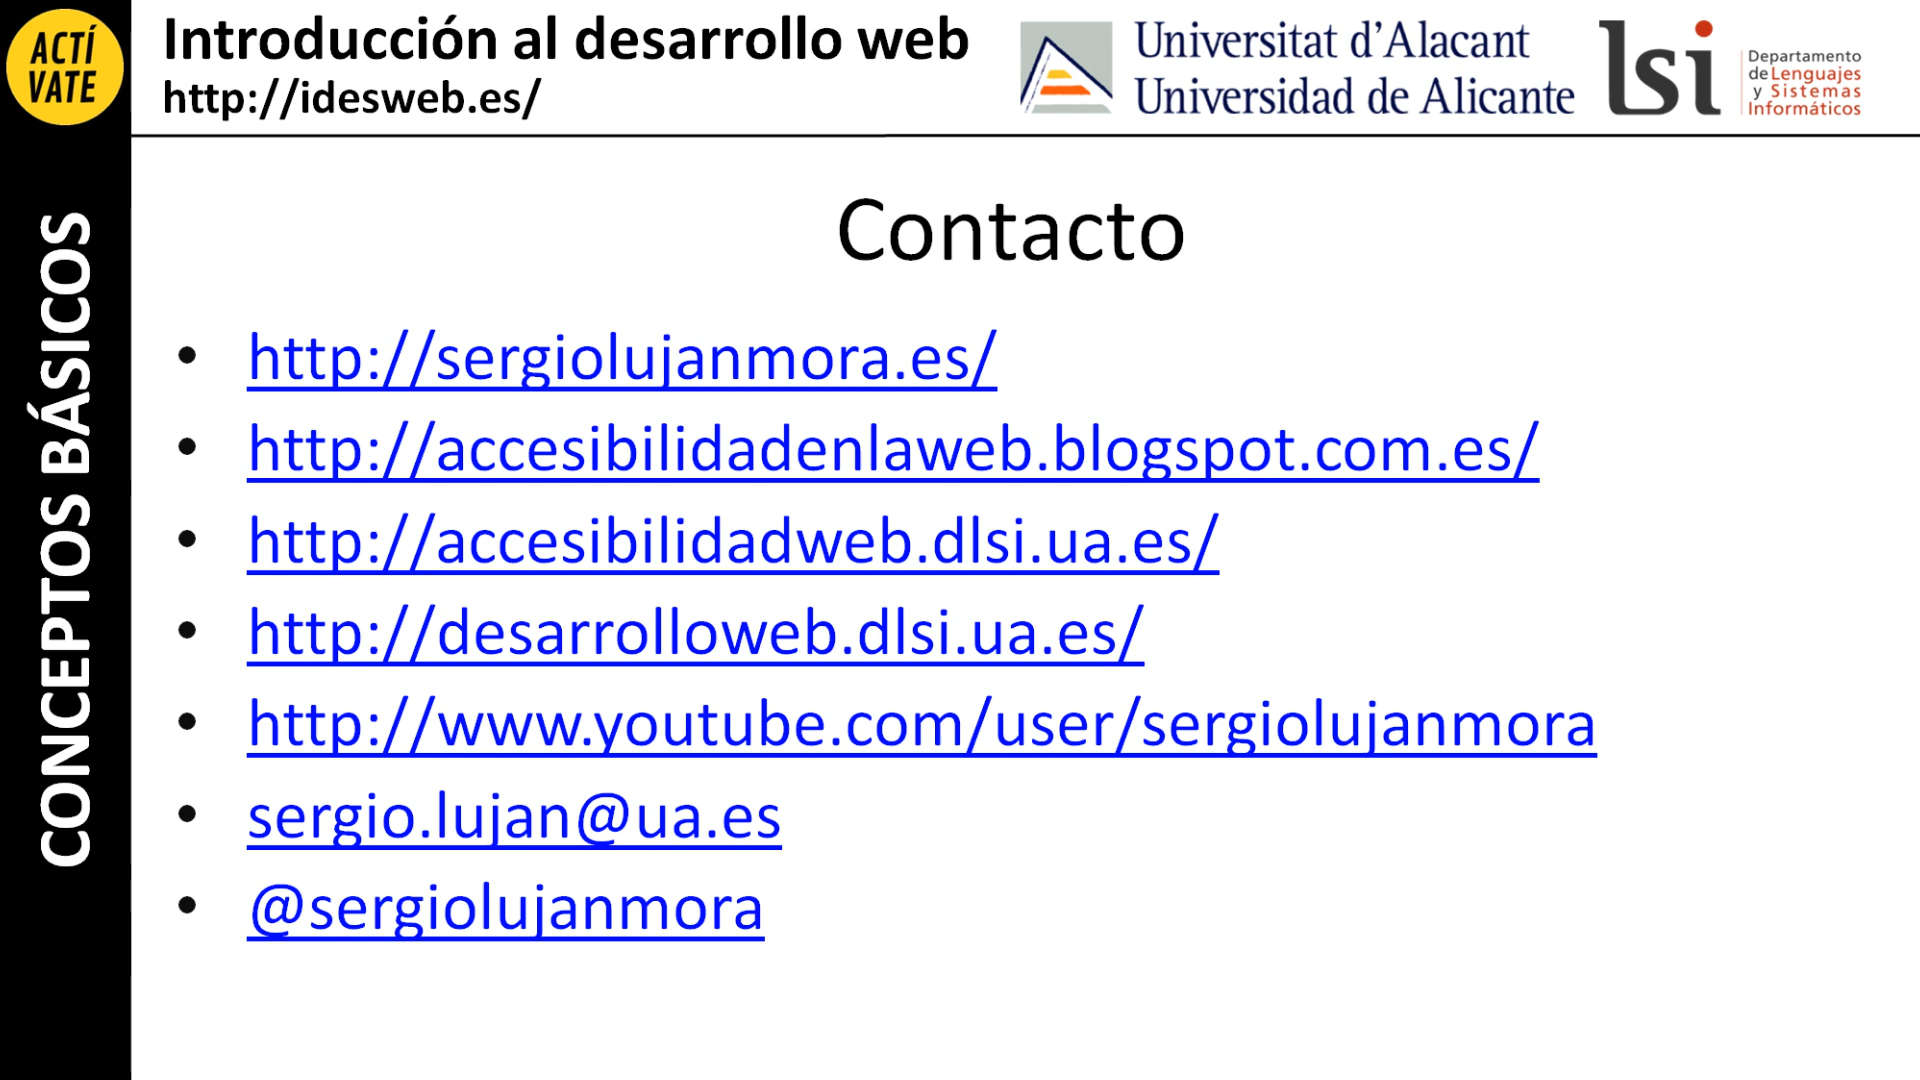 ACTÍ
VATE
Introducción al desarrollo web
http://idesweb.es/
Universitat d'Alacant
Universidad de Alicante
lsi
Departamento
de Lenguajes
y Sistemas
Informáticos
CONCEPTOS BÁSICOS
Contacto
• http://sergiolujanmora.es/
• http://accesibilidadenlaweb.blogspot.com.es/
• http://accesibilidadweb.dlsi.ua.es/
• http://desarrolloweb.dlsi.ua.es/
• http://www.youtube.com/user/sergiolujanmora
• sergio.lujan@ua.es
• @sergiolujanmora